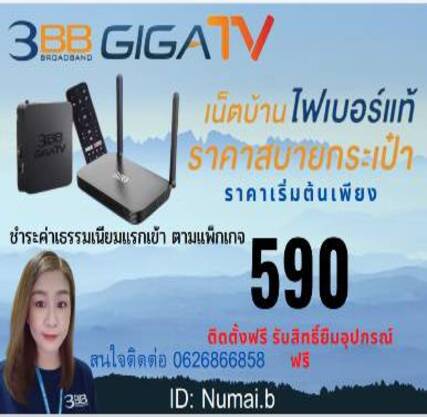 3BB GIGATV
BROADBAND
เน็ตบ้านไฟเบอร์แท้
ราคาสบายกระเป๋า
ราคาเริ่มต้นเพียง
3BB
GIGATV
3BB
ชำระค่าเธรรมเนียมแรกเข้า ตามแพ็กเกจ
590
ติดตั้งฟรี รับสิทธิ์ยืมอุปกรณ์
ฟรี
สนใจติดต่อ 0626866858
3BB
ID: Numai.b